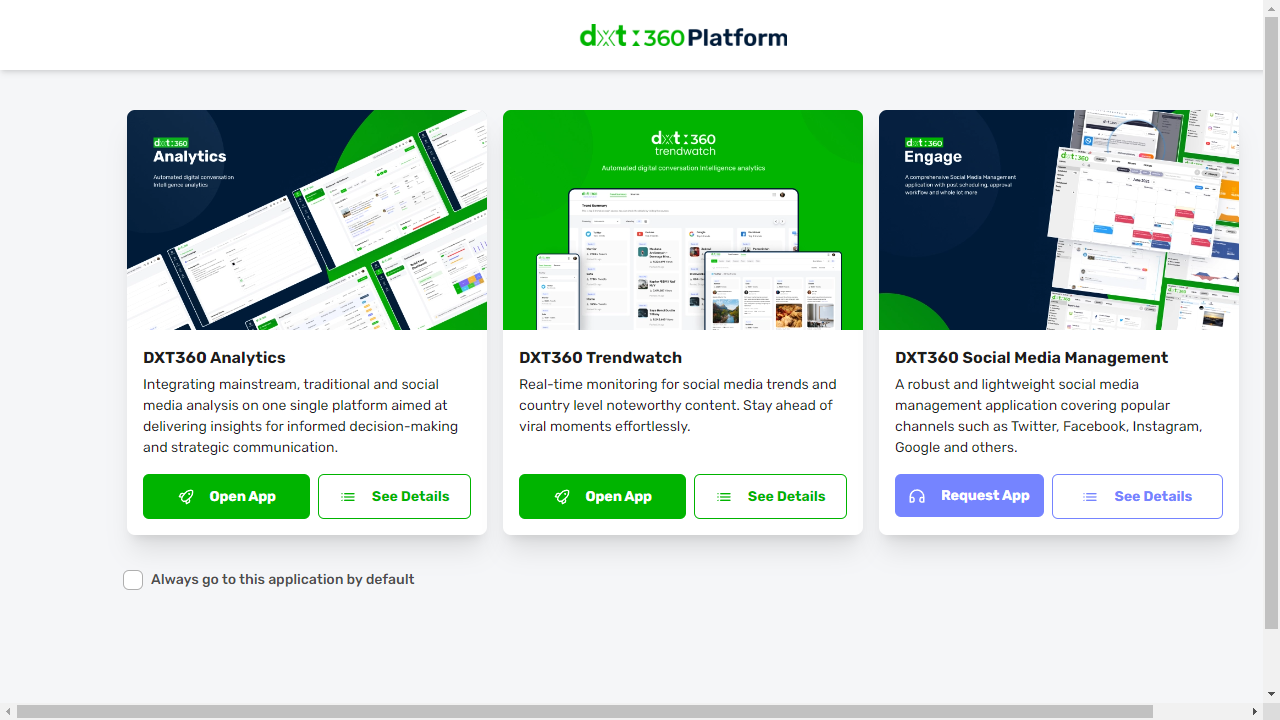 dxt:360 Platform
dxt:360
Analytics
Automated digital conversation
Intelligence analytics
dxt:360
trendwatch
Automated digital conversation Intelligence analytics
dxt:360
Engage
A comprehensive Social Media Management
application with post scheduling, approval
workflow and whole lot more
DXT360 Analytics
Integrating mainstream, traditional and social
media analysis on one single platform aimed at
delivering insights for informed decision-making
and strategic communication.
Open App
See Details
DXT360 Trendwatch
Real-time monitoring for social media trends and
country level noteworthy content. Stay ahead of
viral moments effortlessly.
Open App
See Details
DXT360 Social Media Management
A robust and lightweight social media
management application covering popular
channels such as Twitter, Facebook, Instagram,
Google and others.
Request App
See Details
Always go to this application by default